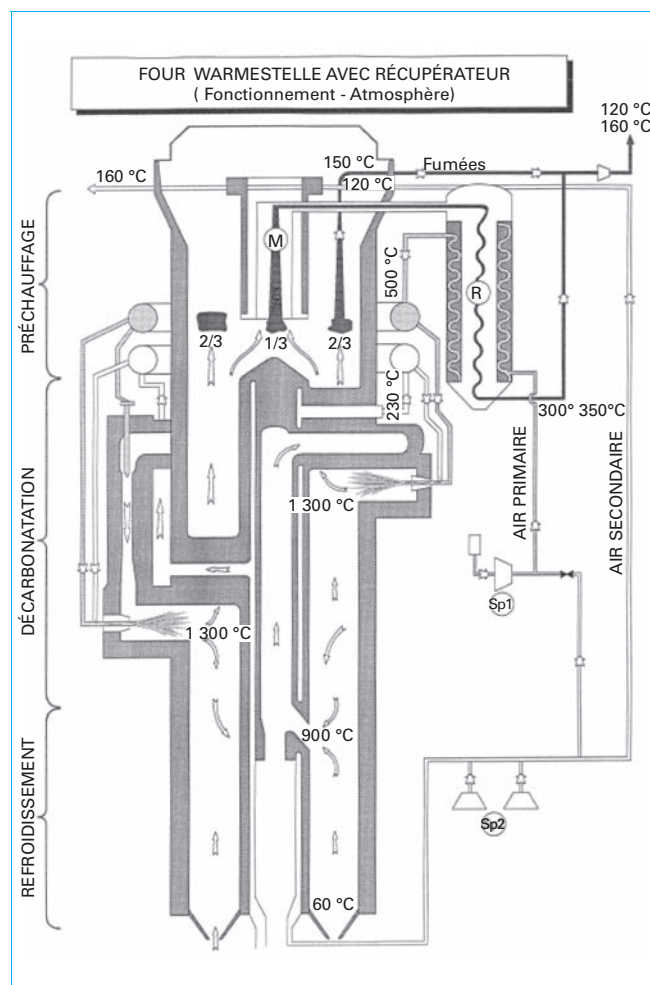 FOUR WARMESTELLE AVEC RÉCUPÉRATEUR
( Fonctionnement - Atmosphère)
120 °C
160 °C
150 °C
Fumées
160 °C
120 °C
M
500 °C
R
PRÉCHAUFFAGE
2/3
1/3
2/3
230 °C
300° 350°C
AIR PRIMAIRE
AIR SECONDAIRE
1 300 °C
DÉCARBONATATION
Sp1
1 300 °C
900 °C
REFROIDISSEMENT
Sp2
60 °C